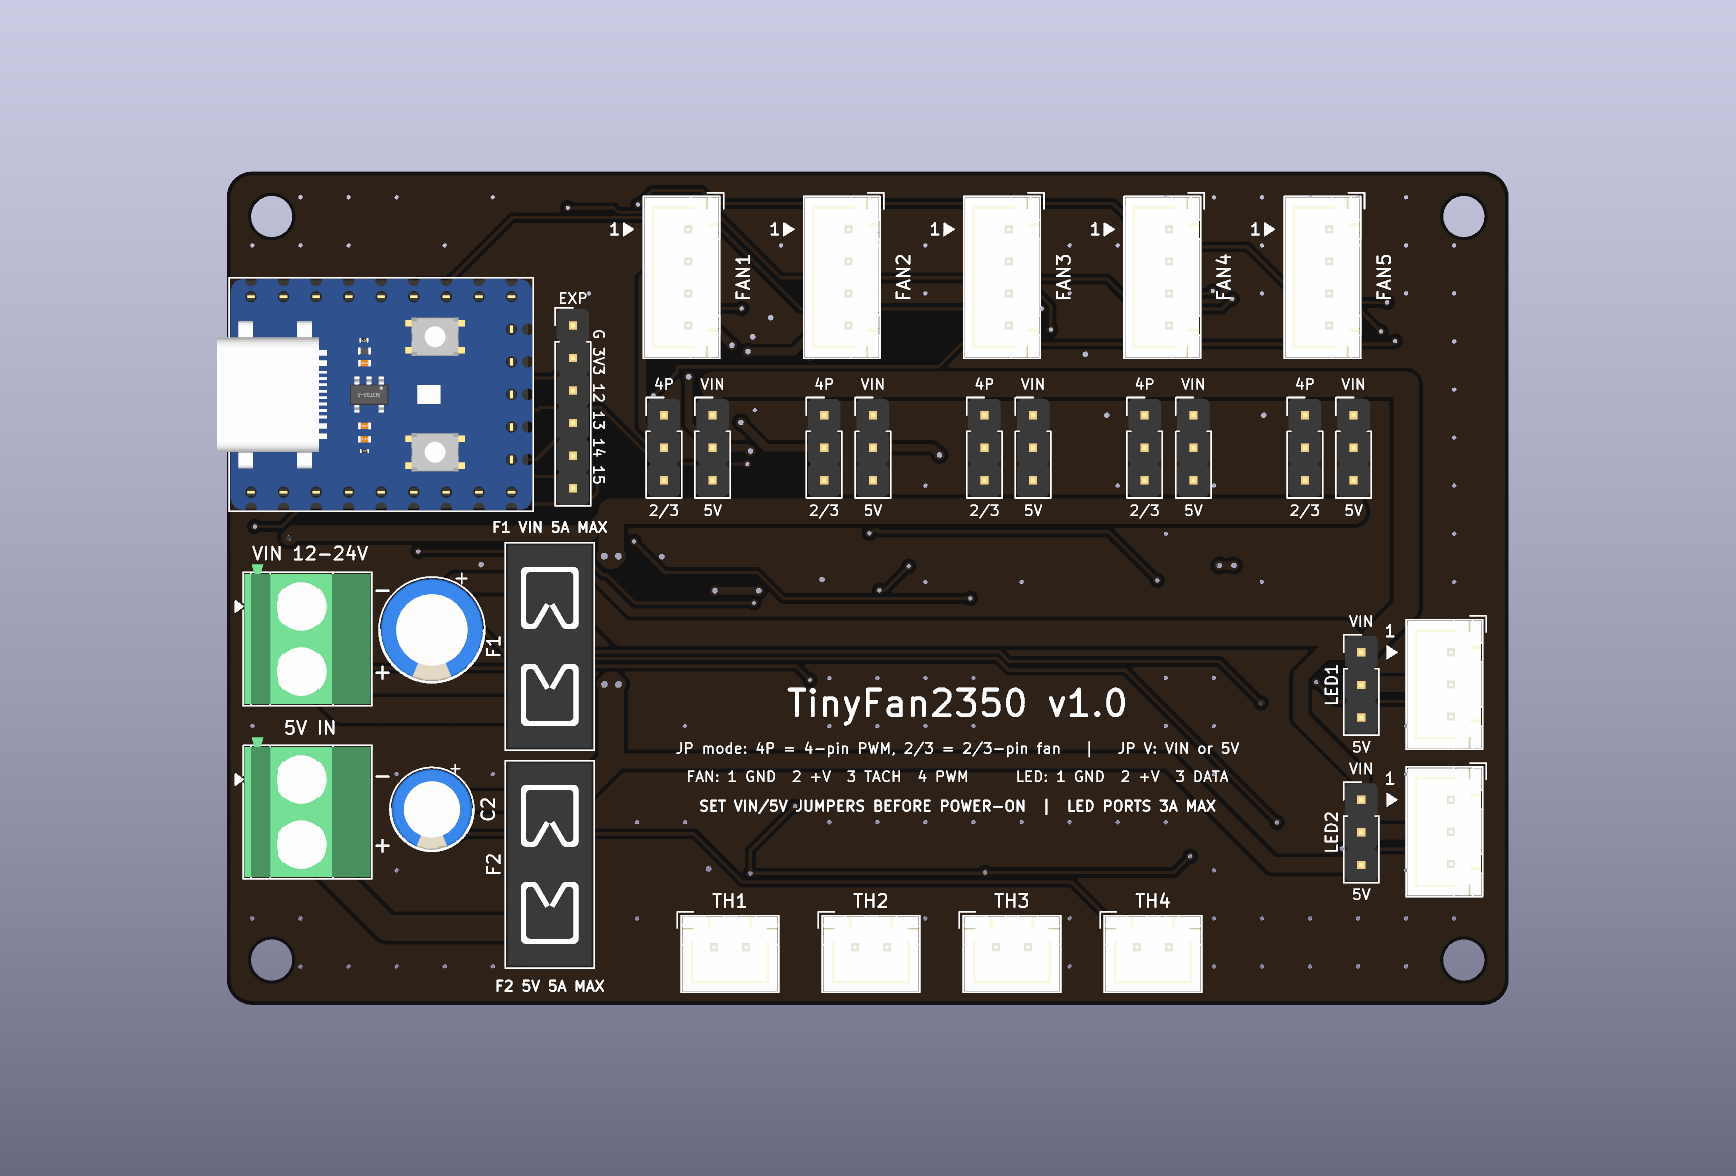 1 1 1 1 1
FAN1 FAN2 FAN3 FAN4 FAN5
EXP
G 3V3 12 13 14 15
4P VIN 4P VIN 4P VIN 4P VIN 4P VIN
2/3 5V 2/3 5V 2/3 5V 2/3 5V 2/3 5V
F1 VIN 5A MAX
VIN 12-24V
- +
+
F1
5V IN
- +
+
C2
F2
F2 5V 5A MAX
VIN 1
LED1
5V
TinyFan2350 v1.0
JP mode: 4P = 4-pin PWM, 2/3 = 2/3-pin fan | JP V: VIN or 5V
FAN: 1 GND 2 +V 3 TACH 4 PWM LED: 1 GND 2 +V 3 DATA
SET VIN/5V JUMPERS BEFORE POWER-ON | LED PORTS 3A MAX
VIN 1
LED2
5V
TH1 TH2 TH3 TH4